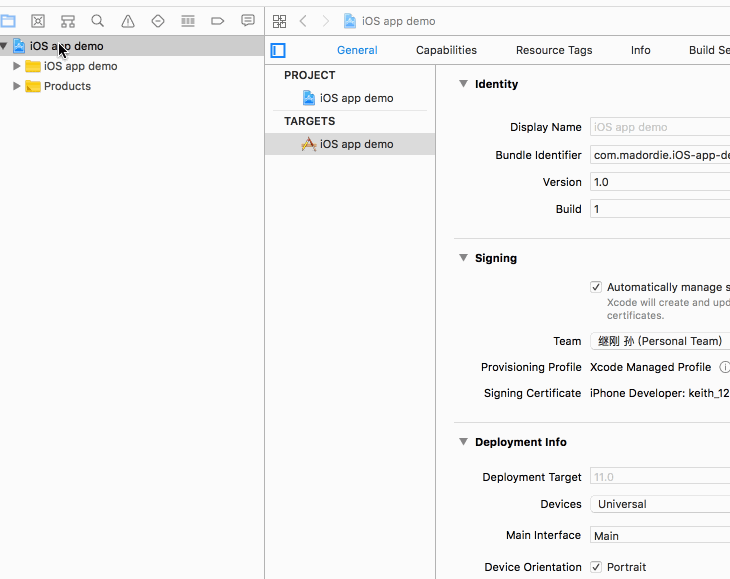 iOS app demo
iOS app demo
General Capabilities Resource Tags Info Build Se
iOS app demo
Products
PROJECT
iOS app demo
TARGETS
iOS app demo
Identity
Display Name iOS app demo
Bundle Identifier com.madordie.iOS-app-de
Version 1.0
Build 1
Signing
Automatically manage s
Xcode will create and upd
certificates.
Team 继刚 孙 (Personal Team)
Provisioning Profile Xcode Managed Profile
Signing Certificate iPhone Developer: keith_12
Deployment Info
Deployment Target 11.0
Devices Universal
Main Interface Main
Device Orientation Portrait